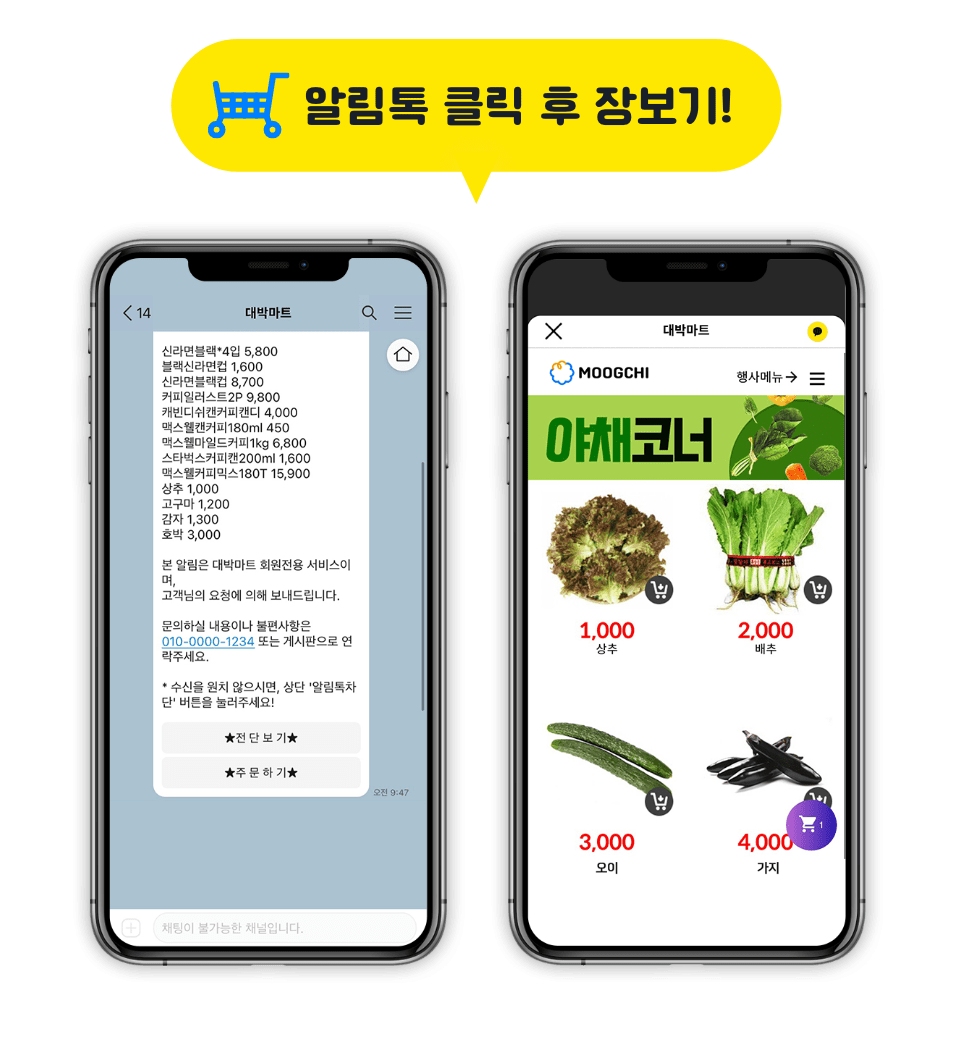 알림톡 클릭 후 장보기!
14
대박마트
신라면블랙*4입 5,800
블랙신라면컵 1,600
신라면블랙컵 8,700
커피일러스트2P 9,800
캐빈디쉬캔커피캔디 4,000
맥스웰캔커피180ml 450
맥스웰마일드커피1kg 6,800
스타벅스커피캔200ml 1,600
맥스웰커피믹스180T 15,900
상추 1,000
고구마 1,200
감자 1,300
호박 3,000
본 알림은 대박마트 회원전용 서비스이
며,
고객님의 요청에 의해 보내드립니다.
문의하실 내용이나 불편사항은
010-0000-1234 또는 게시판으로 연
락주세요.
* 수신을 원치 않으시면, 상단 '알림톡차
단' 버튼을 눌러주세요!
★전 단 보 기★
★주 문 하 기★
오전 9:47
채팅이 불가능한 채널입니다.
대박마트
MOOGCHI
행사메뉴→
야채코너
1,000
상추
2,000
배추
3,000
오이
4,000
가지
1